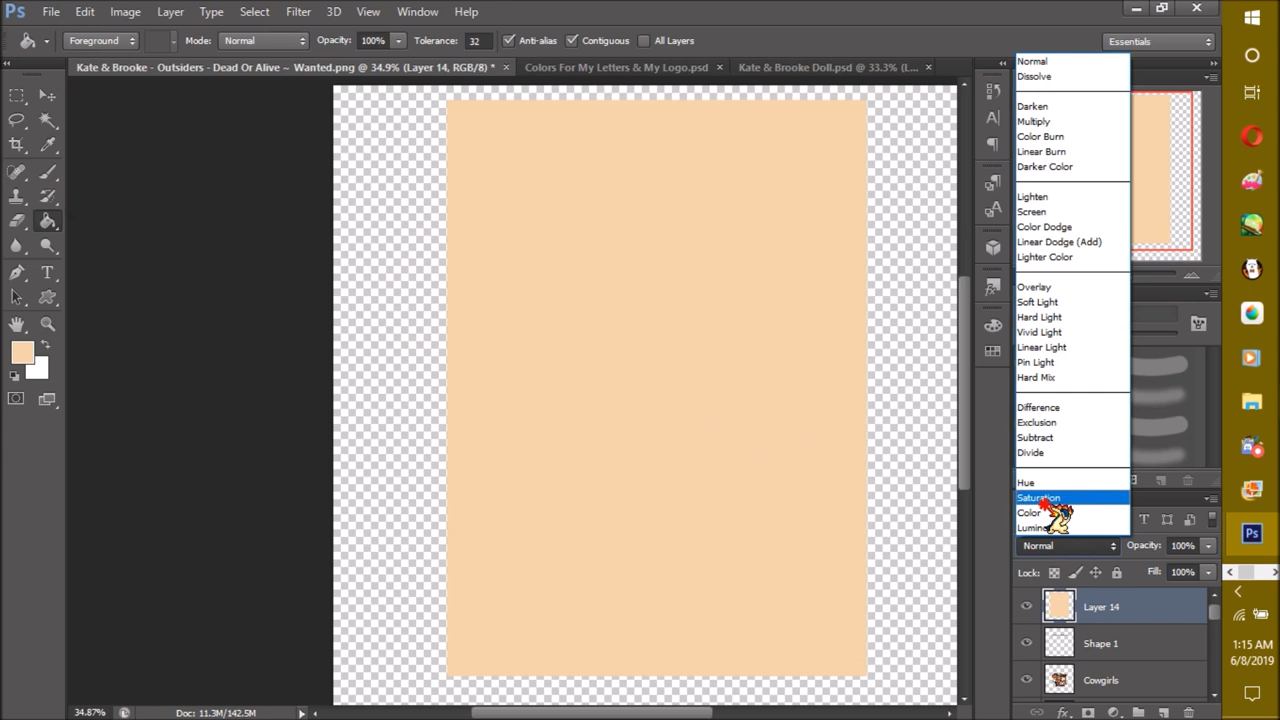 Ps File Edit Image Layer Type Select Filter 3D View Window Help
Foreground Mode: Normal Opacity: 100% Tolerance: 32 Anti-alias Contiguous All Layers Essentials
Kate & Brooke - Outsiders - Dead Or Alive ~ Wanted.png @ 34.9% (Layer 14, RGB/8) * × Colors For My Letters & My Logo.psd × Kate & Brooke Doll.psd @ 33.3% (L... ×
Normal
Dissolve
Darken
Multiply
Color Burn
Linear Burn
Darker Color
Lighten
Screen
Color Dodge
Linear Dodge (Add)
Lighter Color
Overlay
Soft Light
Hard Light
Vivid Light
Linear Light
Pin Light
Hard Mix
Difference
Exclusion
Subtract
Divide
Hue
Saturation
Color
Normal Opacity: 100%
Lock: Fill: 100%
Layer 14
Shape 1
Cowgirls
34.87% Doc: 11.3M/142.5M
Ps
1:15 AM
6/8/2019